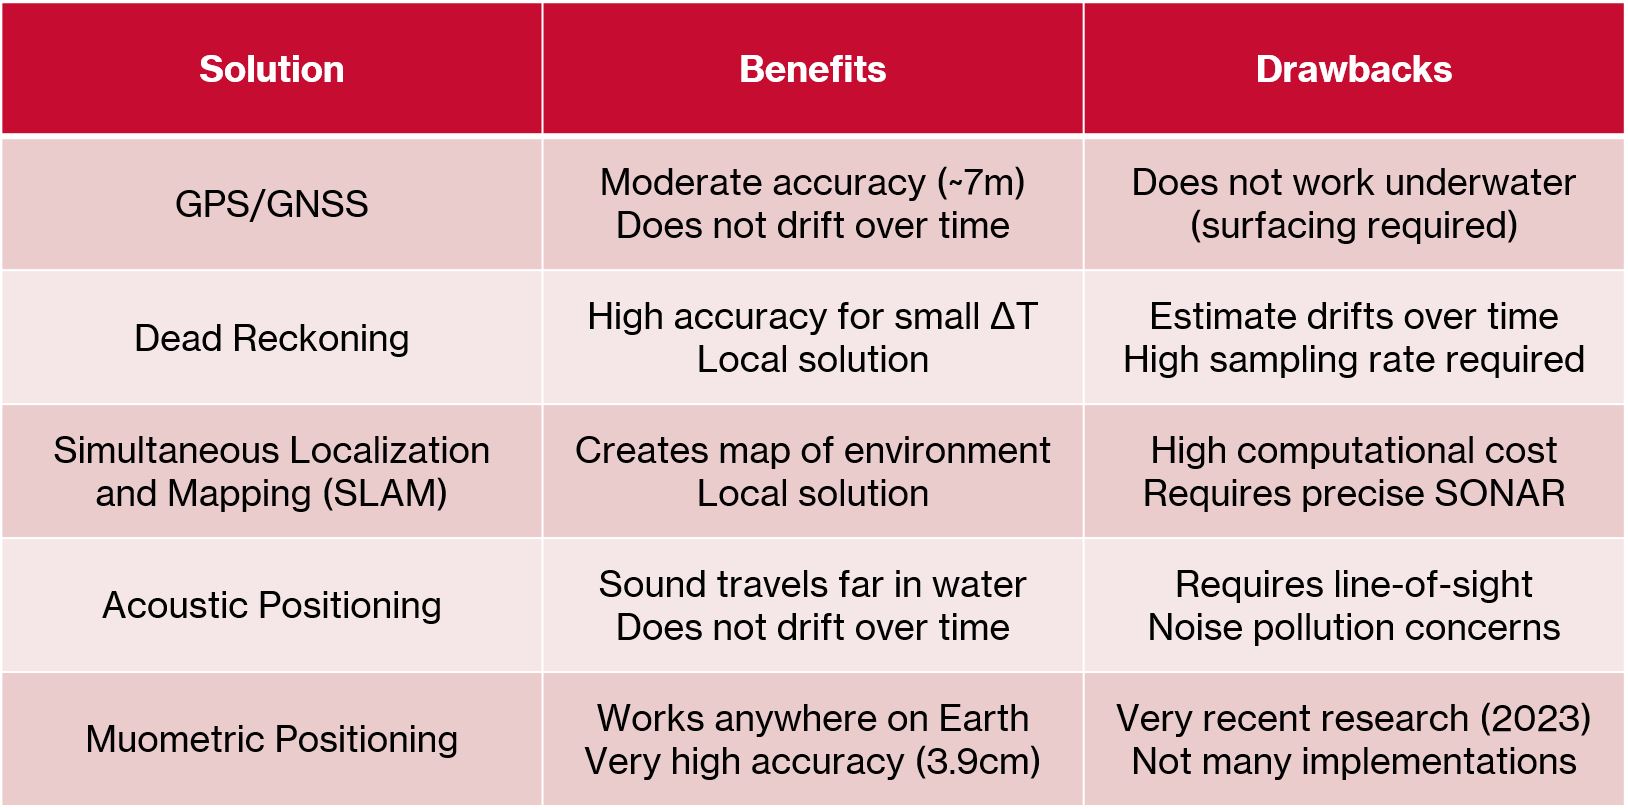 Solution
Benefits
Drawbacks
GPS/GNSS
Moderate accuracy (~7m)
Does not drift over time
Does not work underwater
(surfacing required)
Dead Reckoning
High accuracy for small ΔT
Local solution
Estimate drifts over time
High sampling rate required
Simultaneous Localization
and Mapping (SLAM)
Creates map of environment
Local solution
High computational cost
Requires precise SONAR
Acoustic Positioning
Sound travels far in water
Does not drift over time
Requires line-of-sight
Noise pollution concerns
Muometric Positioning
Works anywhere on Earth
Very high accuracy (3.9cm)
Very recent research (2023)
Not many implementations